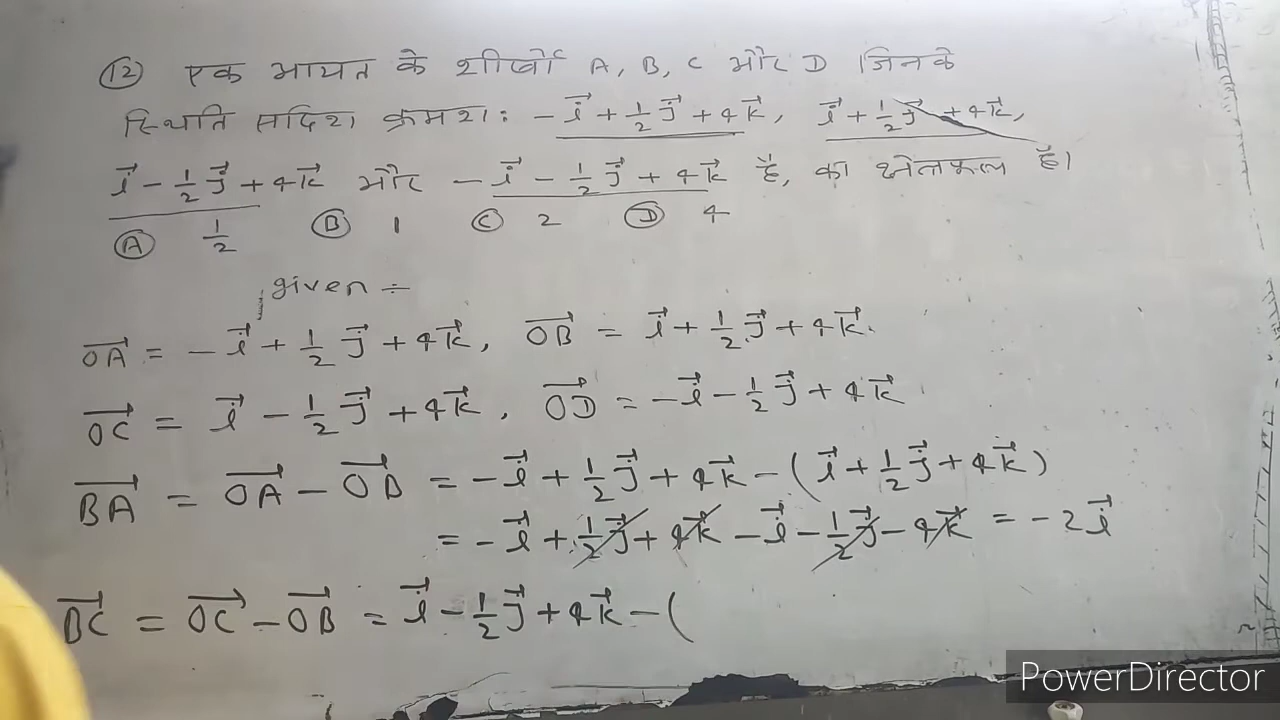 (12) एक आयत के शीर्षों A, B, C और D जिनके
स्थिति सदिश क्रमश: -i⃗ + 1/2 j⃗ + 4k⃗, i⃗ + 1/2 j⃗ + 4k⃗,
i⃗ - 1/2 j⃗ + 4k⃗ और -i⃗ - 1/2 j⃗ + 4k⃗ हैं, का क्षेत्रफल है।
(A) 1/2 (B) 1 (C) 2 (D) 4
given ÷
OA⃗ = -i⃗ + 1/2 j⃗ + 4k⃗, OB⃗ = i⃗ + 1/2 j⃗ + 4k⃗.
OC⃗ = i⃗ - 1/2 j⃗ + 4k⃗, OD⃗ = -i⃗ - 1/2 j⃗ + 4k⃗
BA⃗ = OA⃗ - OB⃗ = -i⃗ + 1/2 j⃗ + 4k⃗ - (i⃗ + 1/2 j⃗ + 4k⃗)
= -i⃗ + 1/2 j⃗ + 4k⃗ - i⃗ - 1/2 j⃗ - 4k⃗ = -2i⃗
BC⃗ = OC⃗ - OB⃗ = i⃗ - 1/2 j⃗ + 4k⃗ - (
PowerDirector